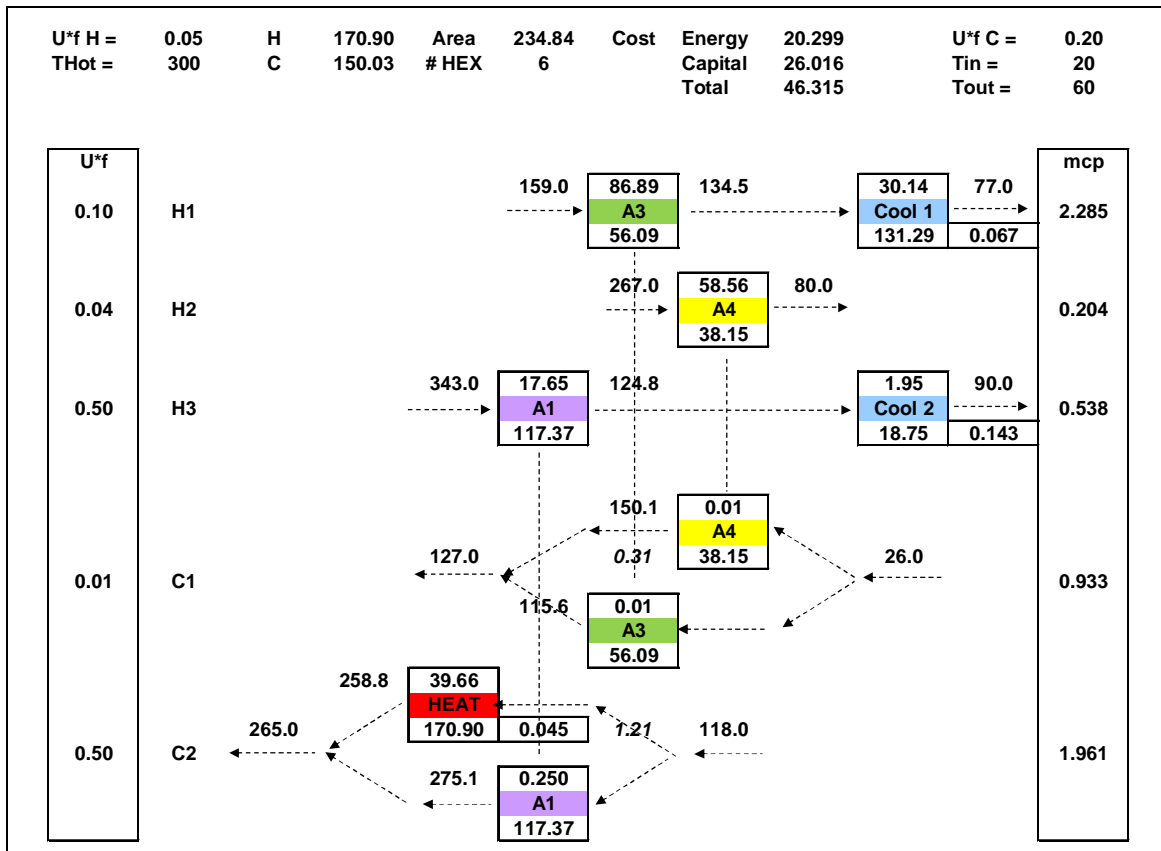 U*f H = 0.05 H 170.90 Area 234.84 Cost Energy 20.299 U*f C = 0.20
THot = 300 C 150.03 # HEX 6 Capital 26.016 Tin = 20
Total 46.315 Tout = 60
U*f mcp
159.0 86.89 134.5 30.14 77.0
0.10 H1 A3 Cool 1 2.285
56.09 131.29 0.067
267.0 58.56 80.0
0.04 H2 A4 0.204
38.15
343.0 17.65 124.8 1.95 90.0
0.50 H3 A1 Cool 2 0.538
117.37 18.75 0.143
150.1 0.01
A4
127.0 0.31 38.15 26.0
0.01 C1 0.933
115.6 0.01
A3
56.09
258.8 39.66
HEAT
265.0 170.90 0.045 1.21 118.0
0.50 C2 1.961
275.1 0.250
A1
117.37